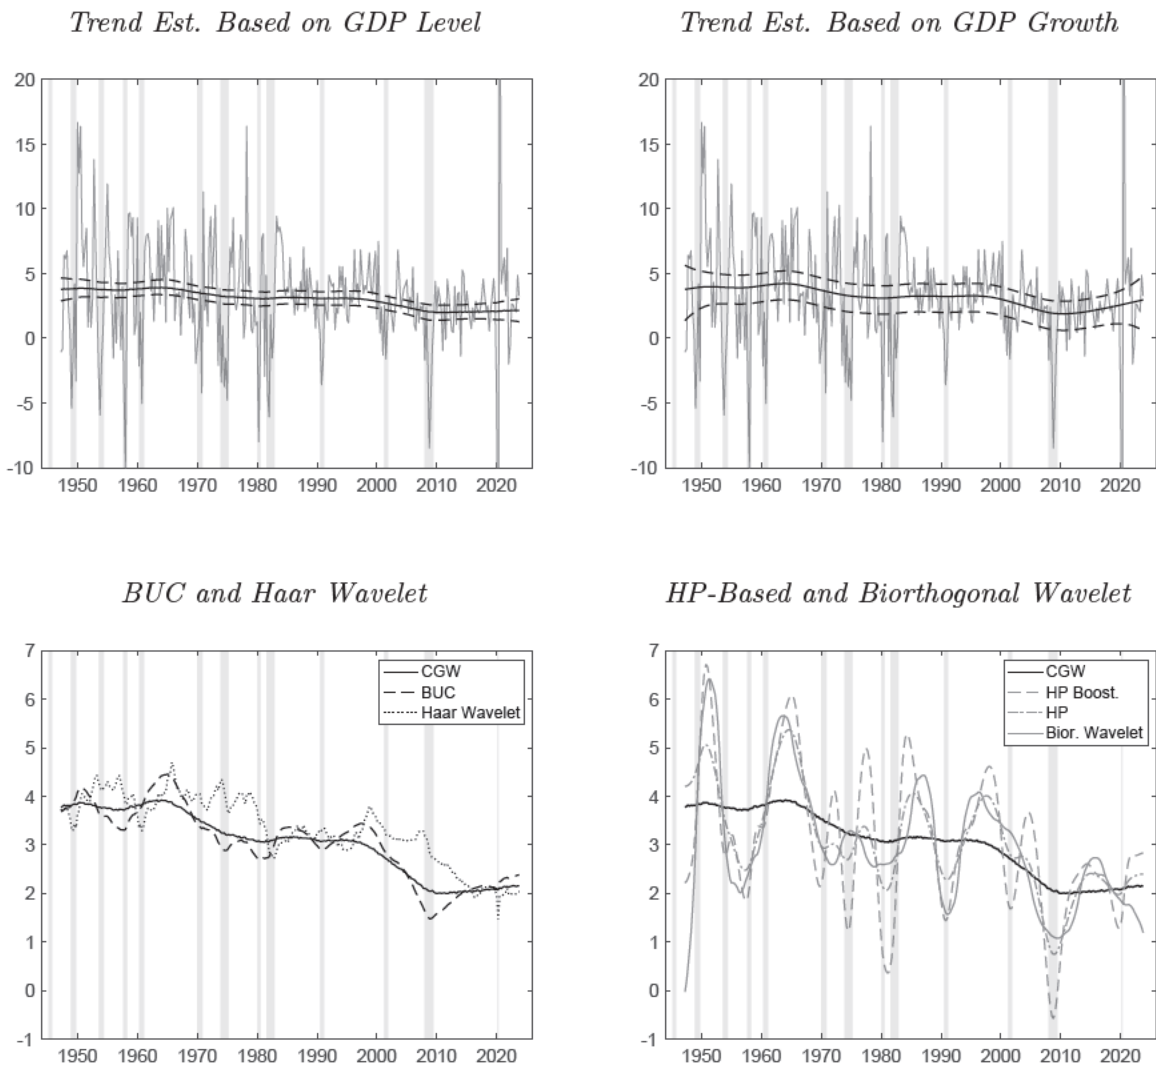 Trend Est. Based on GDP Level
20
15
10
5
0
-5
-10
1950 1960 1970 1980 1990 2000 2010 2020
Trend Est. Based on GDP Growth
20
15
10
5
0
-5
-10
1950 1960 1970 1980 1990 2000 2010 2020
BUC and Haar Wavelet
7
6
5
4
3
2
1
0
-1
CGW
BUC
Haar Wavelet
1950 1960 1970 1980 1990 2000 2010 2020
HP-Based and Biorthogonal Wavelet
7
6
5
4
3
2
1
0
-1
CGW
HP Boost.
HP
Bior. Wavelet
1950 1960 1970 1980 1990 2000 2010 2020